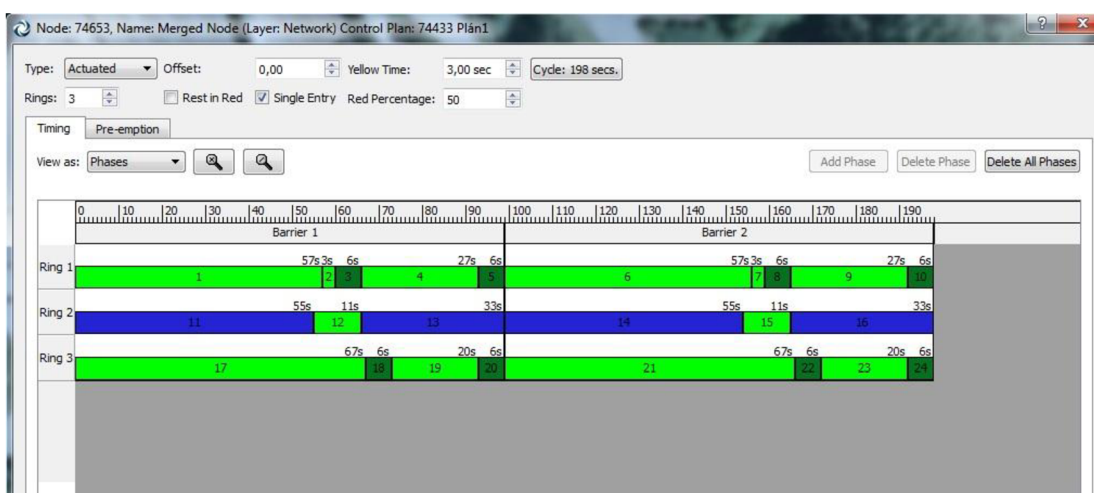 Node: 74653, Name: Merged Node (Layer: Network) Control Plan: 74433 Plán1
Type: Actuated Offset: 0,00 Yellow Time: 3,00 sec Cycle: 198 secs.
Rings: 3 Rest in Red Single Entry Red Percentage: 50
Timing Pre-emption
View as: Phases Add Phase Delete Phase Delete All Phases
0 10 20 30 40 50 60 70 80 90 100 110 120 130 140 150 160 170 180 190
Barrier 1 Barrier 2
57s 3s 6s 27s 6s 57s 3s 6s 27s 6s
Ring 1 1 2 3 4 5 6 7 8 9 10
55s 11s 33s 55s 11s 33s
Ring 2 11 12 13 14 15 16
67s 6s 20s 6s 67s 6s 20s 6s
Ring 3 17 18 19 20 21 22 23 24